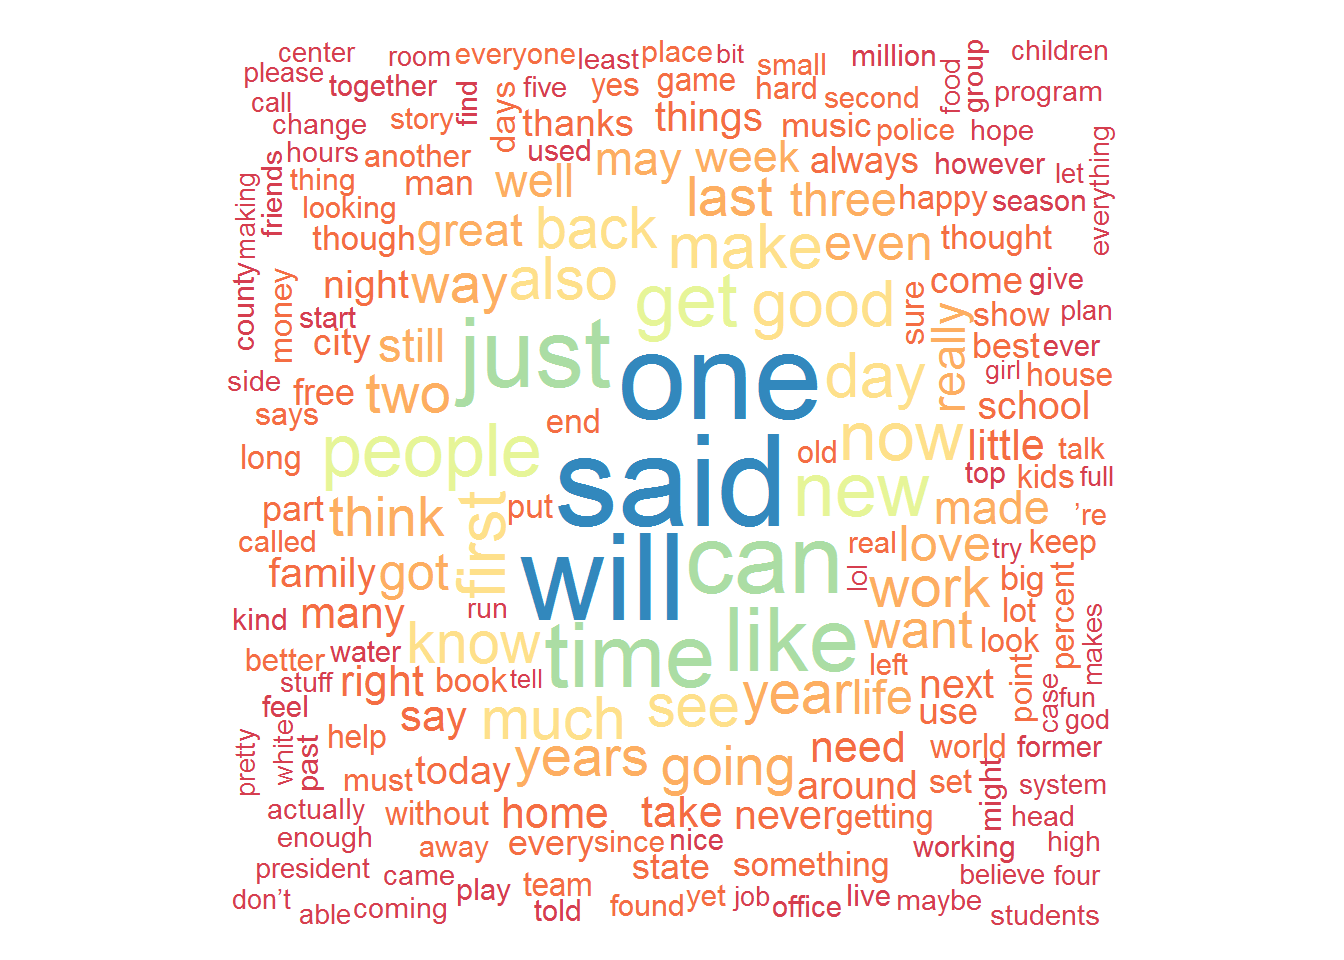 center room everyone least place bit small million children
please together find five yes game hard second food group program
call change story days thanks things music police hope
friends hours another used may week always however let everything
making thing man well last three happy season
looking though great back make even thought
county money night way also get good sure come give
start city still just one day really show plan
side free two best ever girl house
says people end said now school
long old little talk
part think first put new top kids full
called made 're
family got will can real lol love try keep
kind many run work big percent
know time like want lot look makes
better water left
stuff right book tell year life next point case fun
feel say much see use god
pretty white past help years going need world former
must today around set might system
actually without home take never getting head
enough away every since nice working high
president came play team state something believe four
don't able coming told found yet job office live maybe students